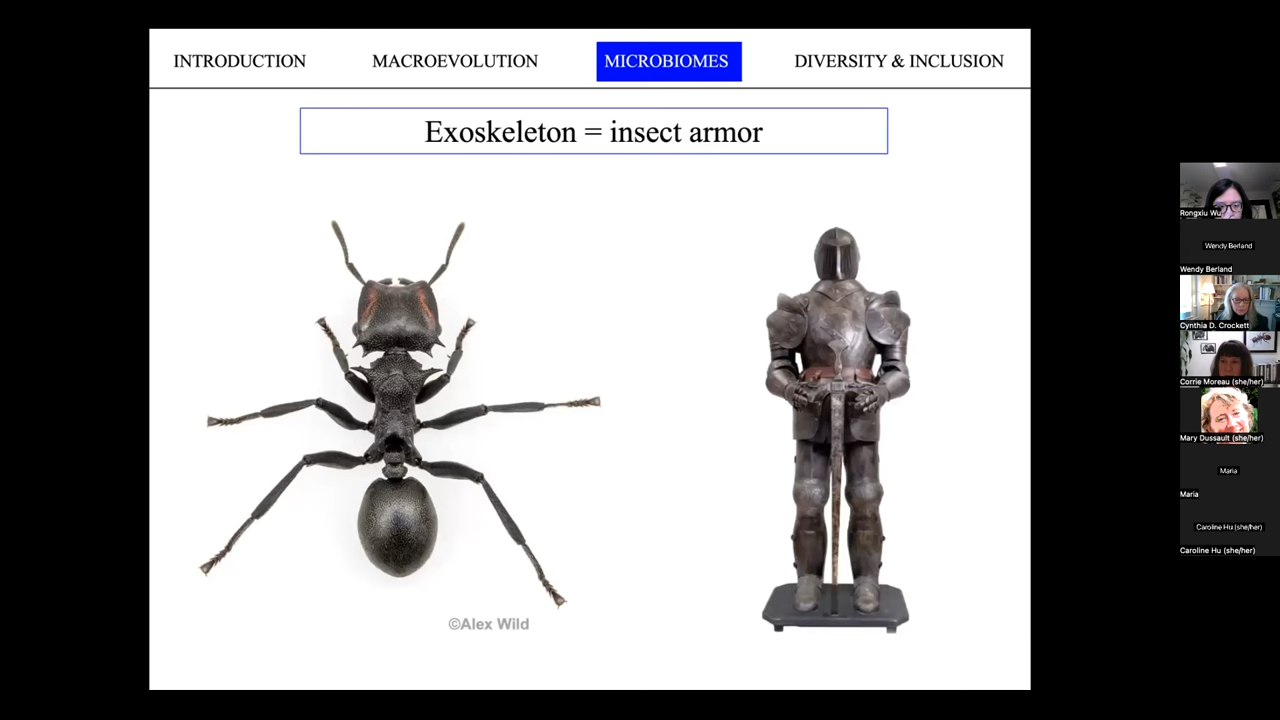 INTRODUCTION
MACROEVOLUTION
MICROBIOMES
DIVERSITY & INCLUSION
Exoskeleton = insect armor
©Alex Wild
Rongxiu Wu
Wendy Berland
Wendy Berland
Cynthia D. Crockett
Corrie Moreau (she/her)
Mary Dussault (she/her)
Maria
Maria
Caroline Hu (she/her)
Caroline Hu (she/her)